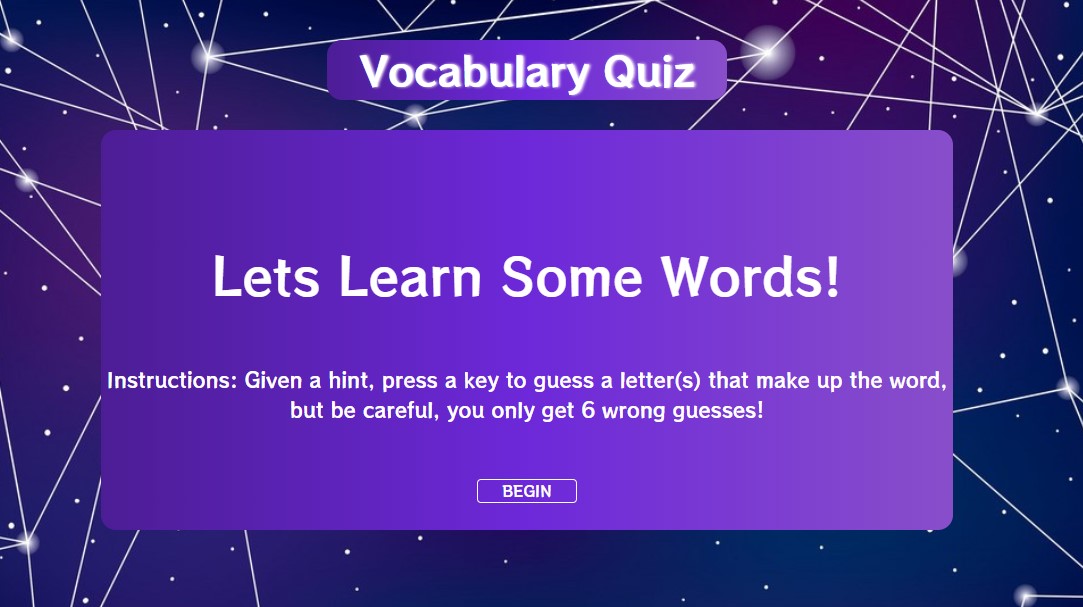 Vocabulary Quiz
Lets Learn Some Words!
Instructions: Given a hint, press a key to guess a letter(s) that make up the word,
but be careful, you only get 6 wrong guesses!
BEGIN